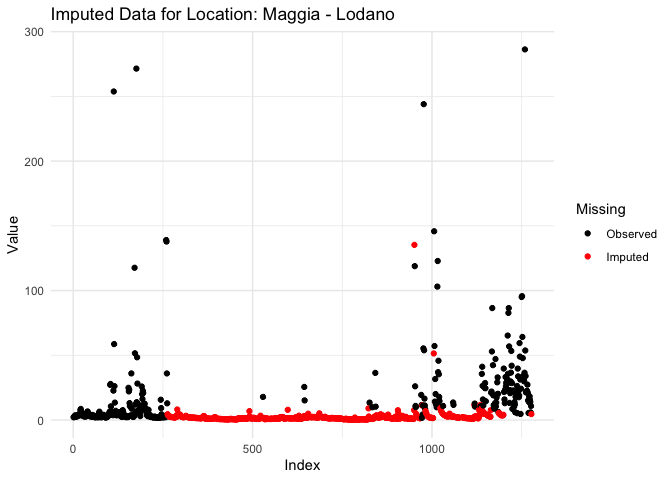 Imputed Data for Location: Maggia - Lodano
300
200
100
0
Value
0
500
1000
Index
Missing
Observed
Imputed